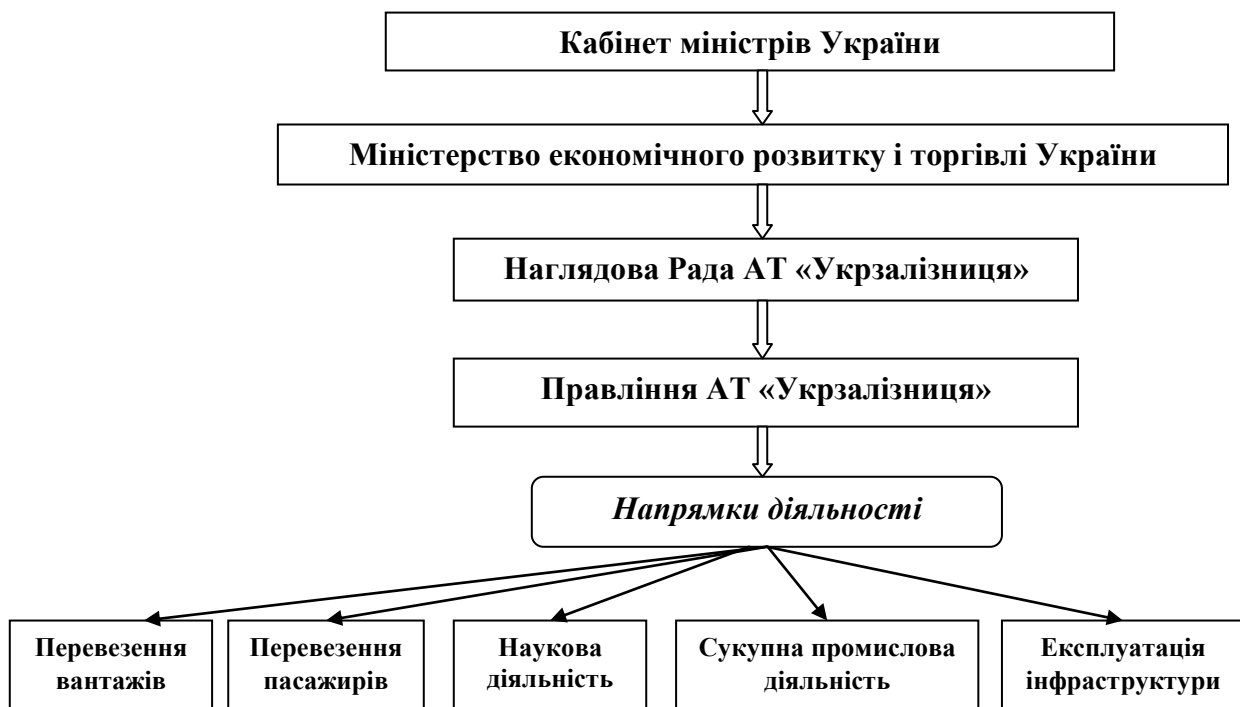 Кабінет міністрів України
Міністерство економічного розвитку і торгівлі України
Наглядова Рада АТ «Укрзалізниця»
Правління АТ «Укрзалізниця»
Напрямки діяльності
Перевезення
вантажів
Перевезення
пасажирів
Наукова
діяльність
Сукупна промислова
діяльність
Експлуатація
інфраструктури